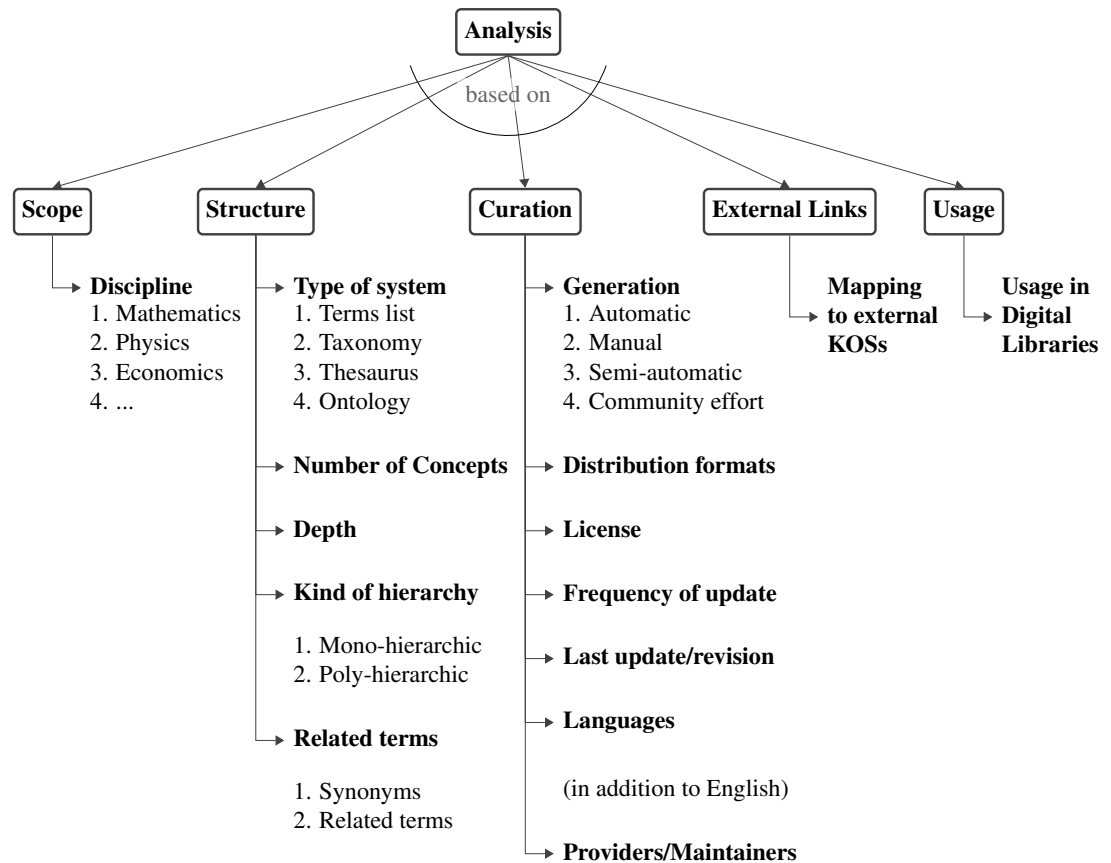 Analysis
based on
Scope
Structure
Curation
External Links
Usage
Discipline
1. Mathematics
2. Physics
3. Economics
4. ...
Type of system
1. Terms list
2. Taxonomy
3. Thesaurus
4. Ontology
Number of Concepts
Depth
Kind of hierarchy
1. Mono-hierarchic
2. Poly-hierarchic
Related terms
1. Synonyms
2. Related terms
Generation
1. Automatic
2. Manual
3. Semi-automatic
4. Community effort
Distribution formats
License
Frequency of update
Last update/revision
Languages
(in addition to English)
Providers/Maintainers
Mapping
to external
KOSs
Usage in
Digital
Libraries